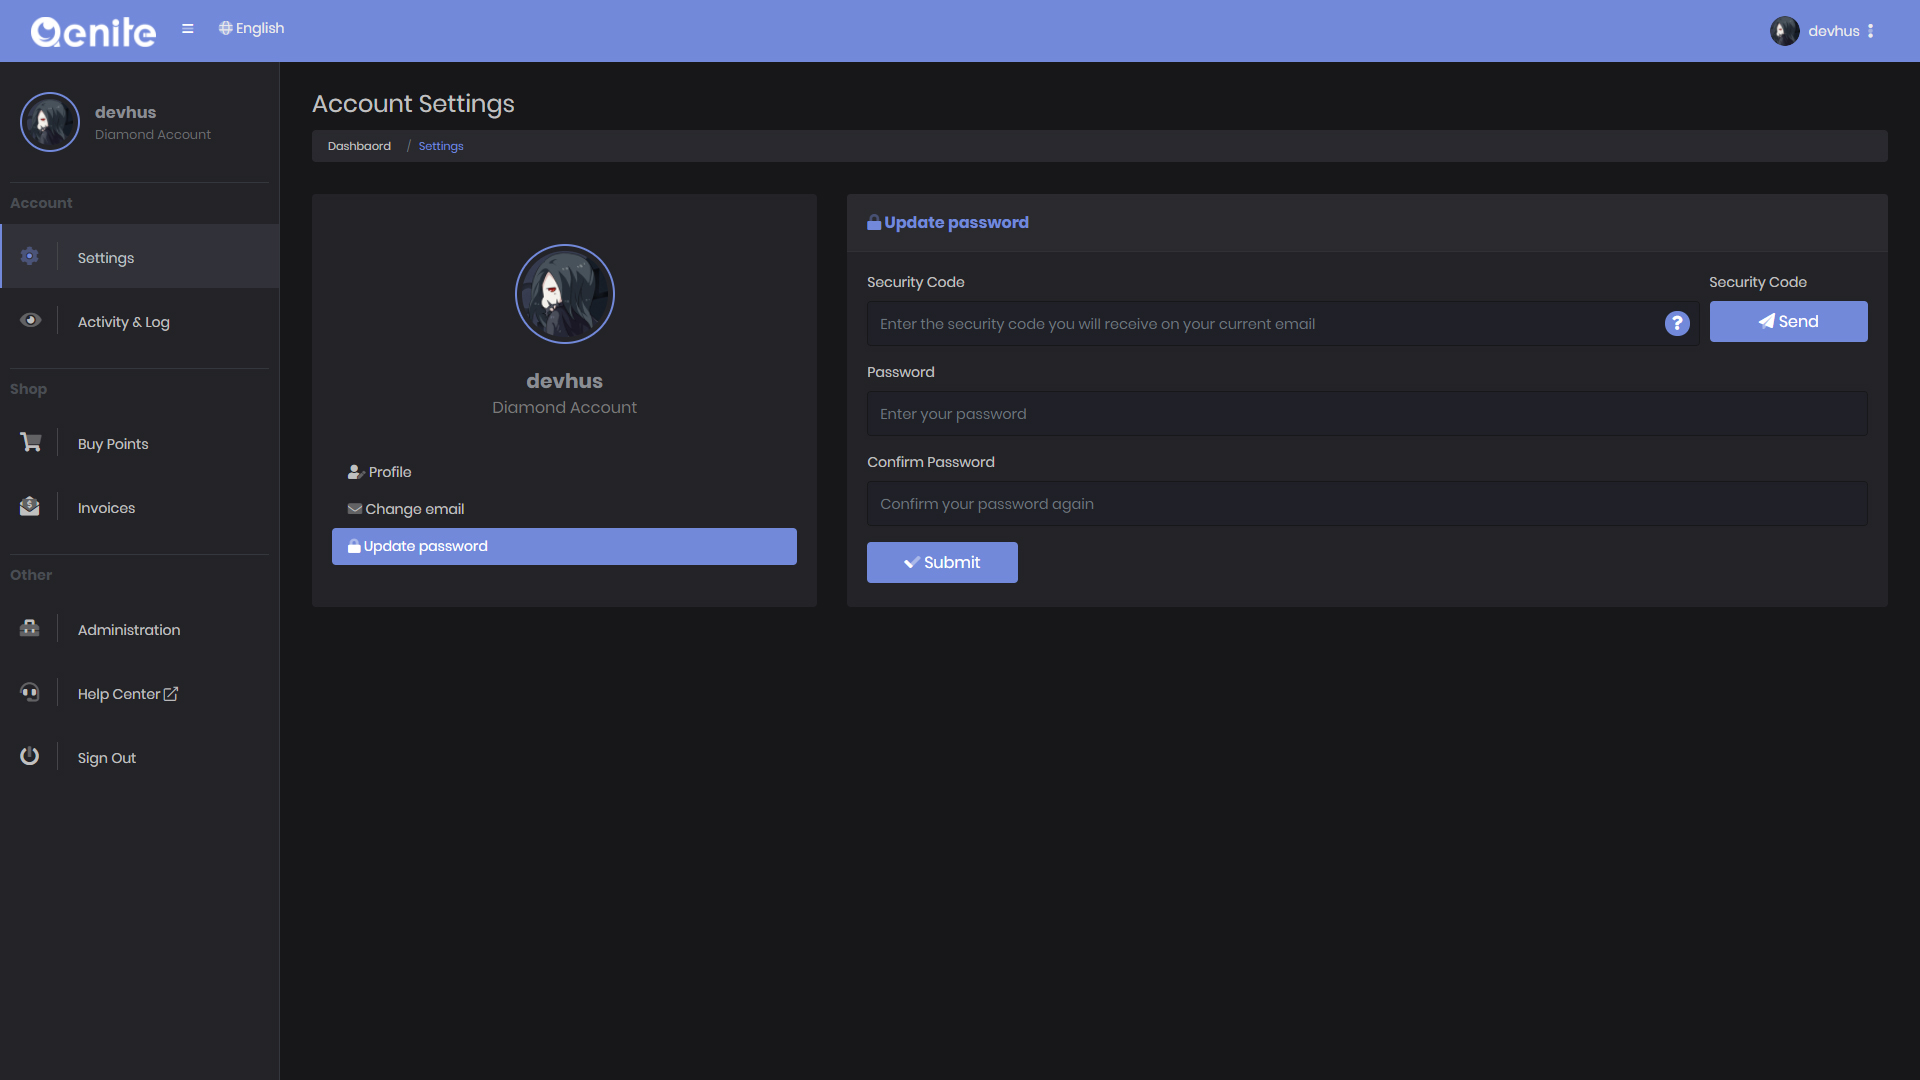 Qenite
English
devhus
devhus
Diamond Account
Account
Settings
Activity & Log
Shop
Buy Points
Invoices
Other
Administration
Help Center
Sign Out
Account Settings
Dashbaord / Settings
devhus
Diamond Account
Profile
Change email
Update password
Update password
Security Code
Enter the security code you will receive on your current email
?
Security Code
Send
Password
Enter your password
Confirm Password
Confirm your password again
Submit